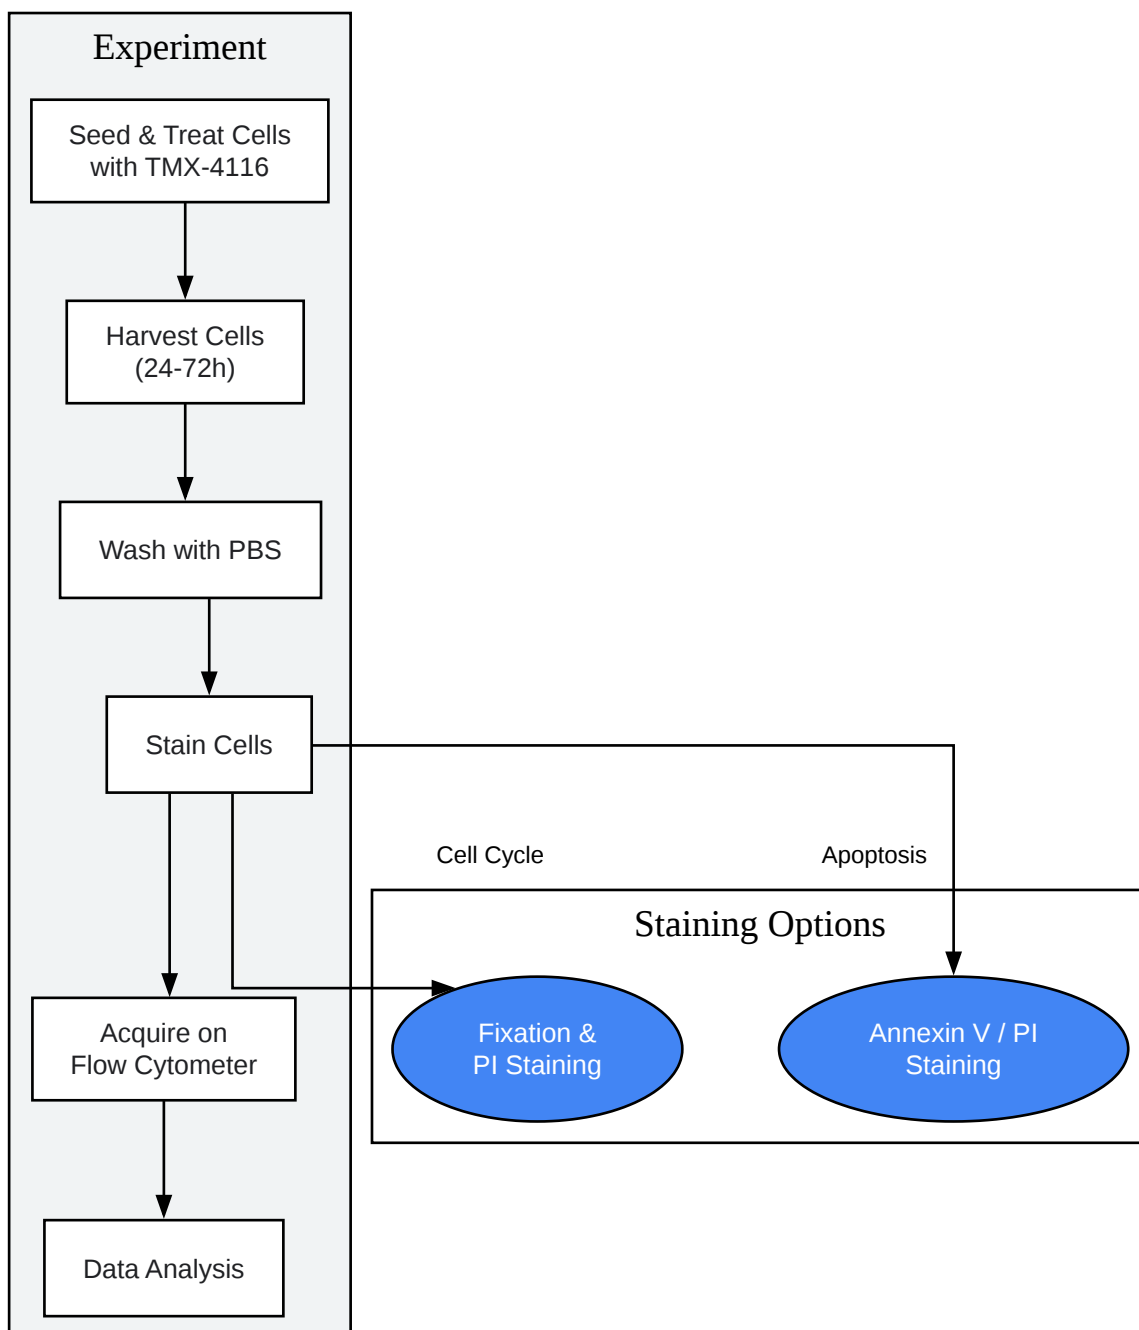 Experiment
Seed & Treat Cells
with TMX-4116
Harvest Cells
(24-72h)
Wash with PBS
Stain Cells
Cell Cycle
Apoptosis
Staining Options
Acquire on
Flow Cytometer
Fixation &
PI Staining
Annexin V / PI
Staining
Data Analysis